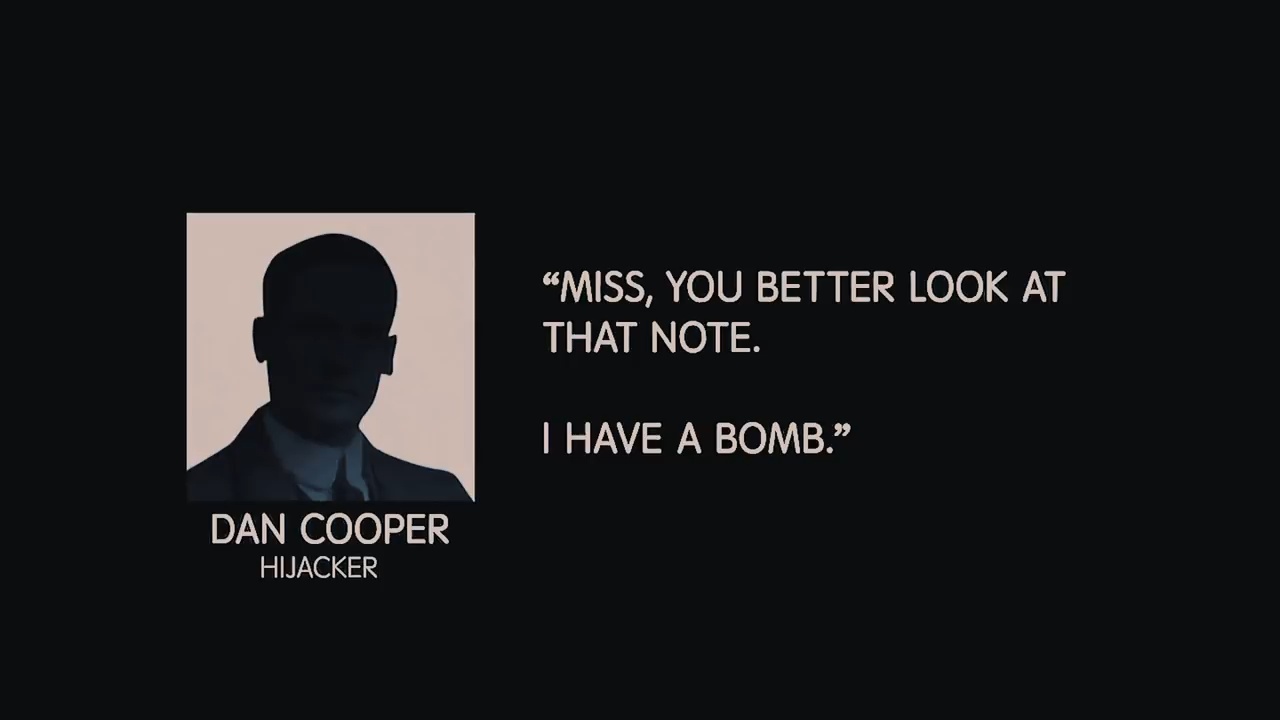 “MISS, YOU BETTER LOOK AT
THAT NOTE.
I HAVE A BOMB.”
DAN COOPER
HIJACKER